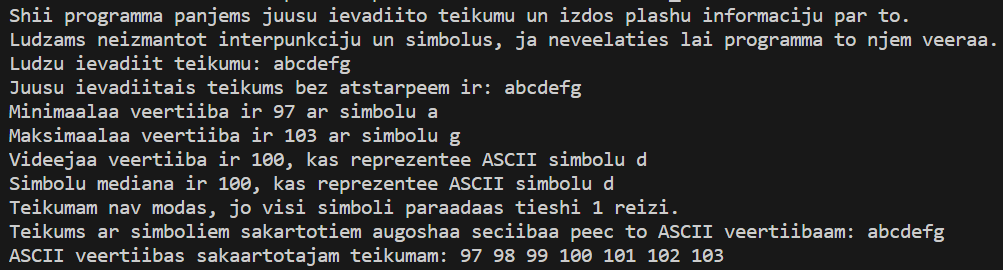 Shii programma panjems juusu ievadiito teikumu un izdos plashu informaciju par to.
Ludzams neizmantot interpunkciju un simbolus, ja neveelaties lai programma to njem veeraa.
Ludzu ievadiit teikumu: abcdefg
Juusu ievadiitais teikums bez atstarpeem ir: abcdefg
Minimaalaa veertiiba ir 97 ar simbolu a
Maksimaalaa veertiiba ir 103 ar simbolu g
Videejaa veertiiba ir 100, kas reprezentee ASCII simbolu d
Simbolu mediana ir 100, kas reprezentee ASCII simbolu d
Teikumam nav modas, jo visi simboli paraadaas tieshi 1 reizi.
Teikums ar simboliem sakartotiem augoshaa seciibaa peec to ASCII veertiibaam: abcdefg
ASCII veertiibas sakaartotajam teikumam: 97 98 99 100 101 102 103